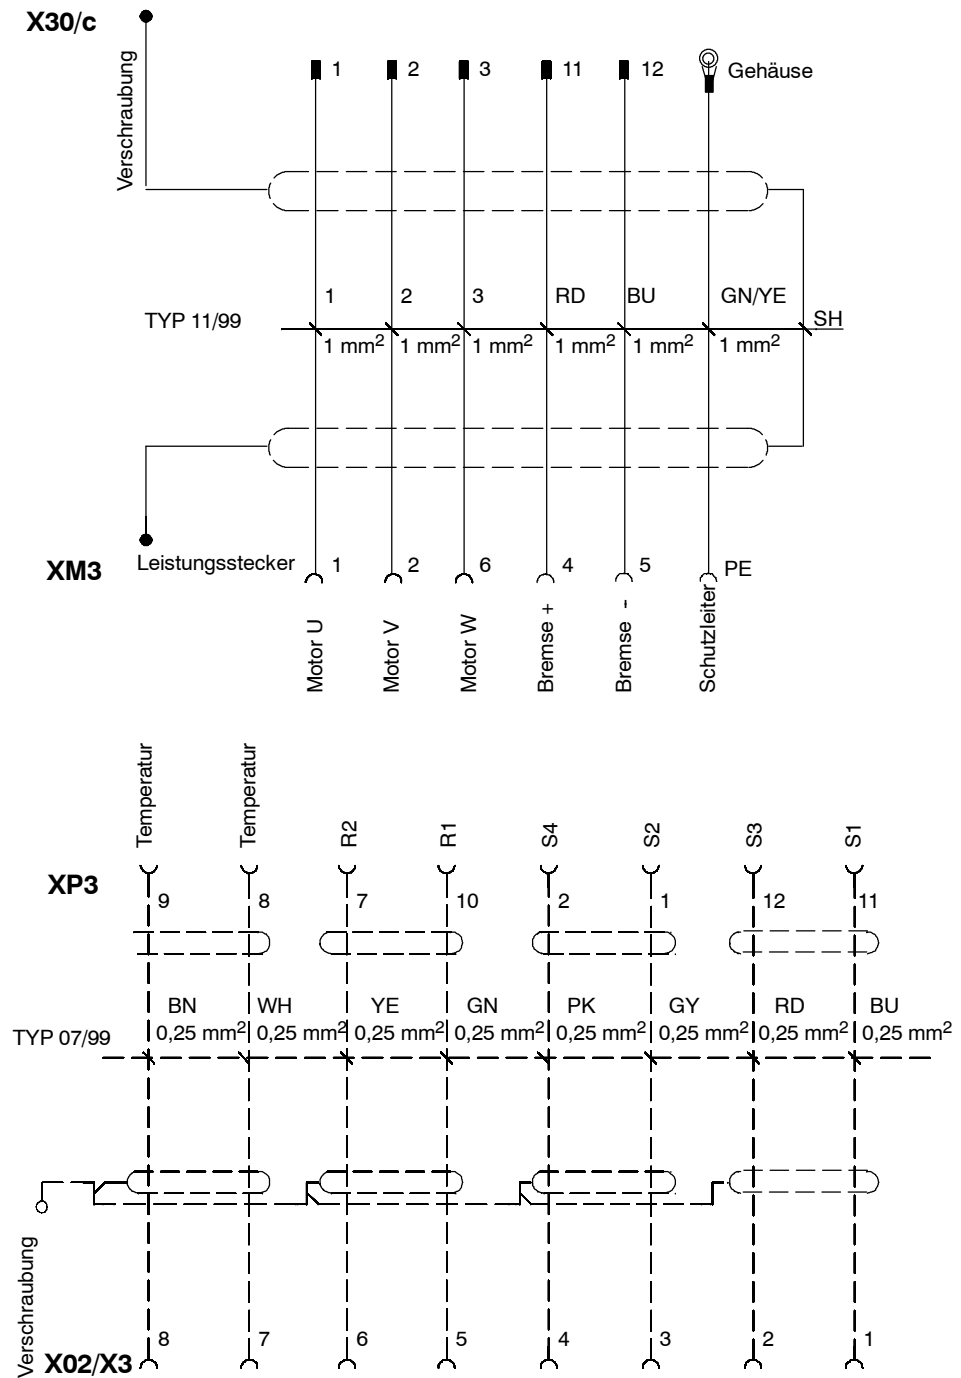 X30/c
Verschraubung
1 2 3 11 12 Gehäuse
1 2 3 RD BU GN/YE
TYP 11/99
SH
1 mm² 1 mm² 1 mm² 1 mm² 1 mm² 1 mm²
Leistungsstecker
XM3
1 2 6 4 5 PE
Motor U
Motor V
Motor W
Bremse +
Bremse -
Schutzleiter
Temperatur
Temperatur
R2
R1
S4
S2
S3
S1
XP3
9 8 7 10 2 1 12 11
BN WH YE GN PK GY RD BU
TYP 07/99
0,25 mm² 0,25 mm² 0,25 mm² 0,25 mm² 0,25 mm² 0,25 mm² 0,25 mm² 0,25 mm²
Verschraubung
8 7 6 5 4 3 2 1
X02/X3